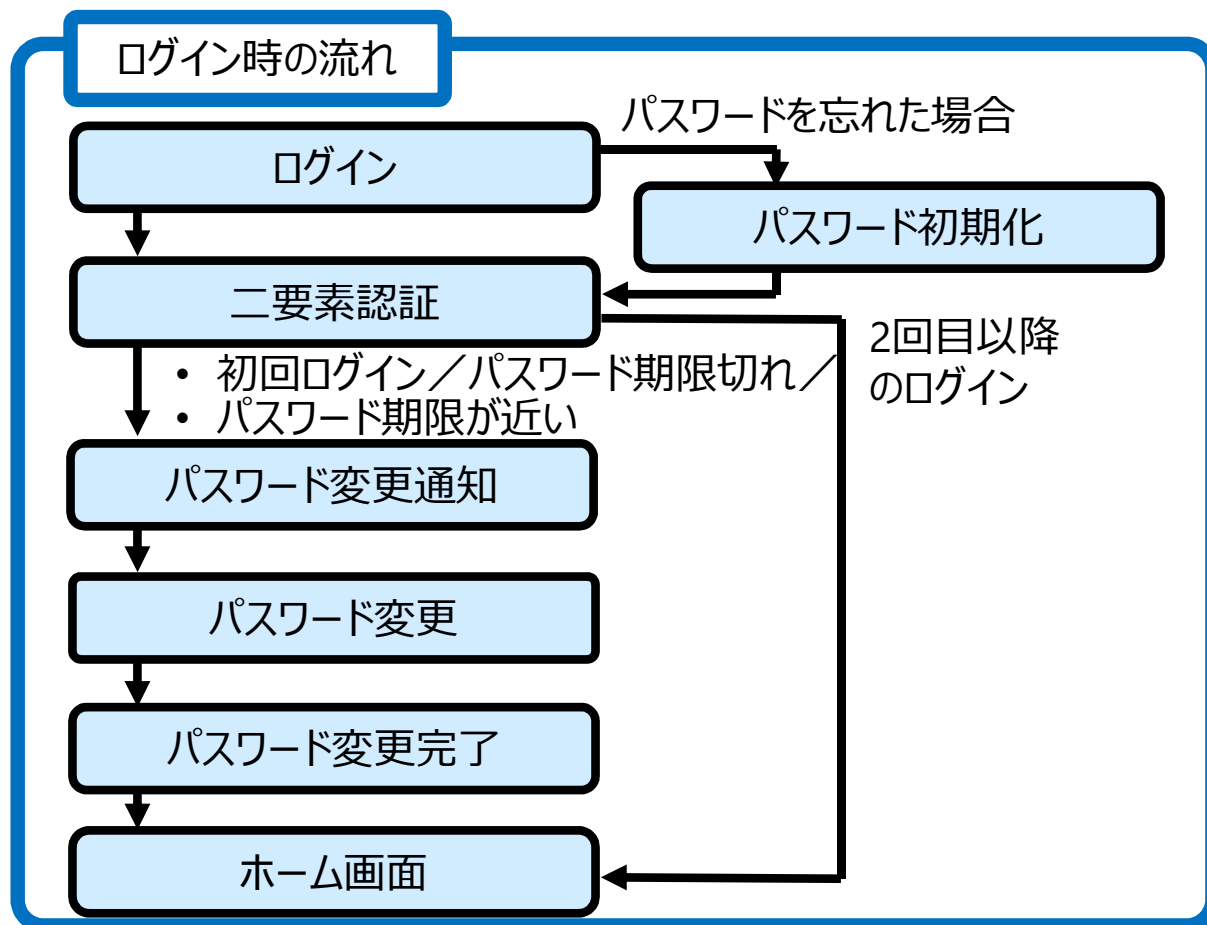 ログイン時の流れ
パスワードを忘れた場合
ログイン
パスワード初期化
二要素認証
2回目以降
のログイン
• 初回ログイン／パスワード期限切れ／
• パスワード期限が近い
パスワード変更通知
パスワード変更
パスワード変更完了
ホーム画面